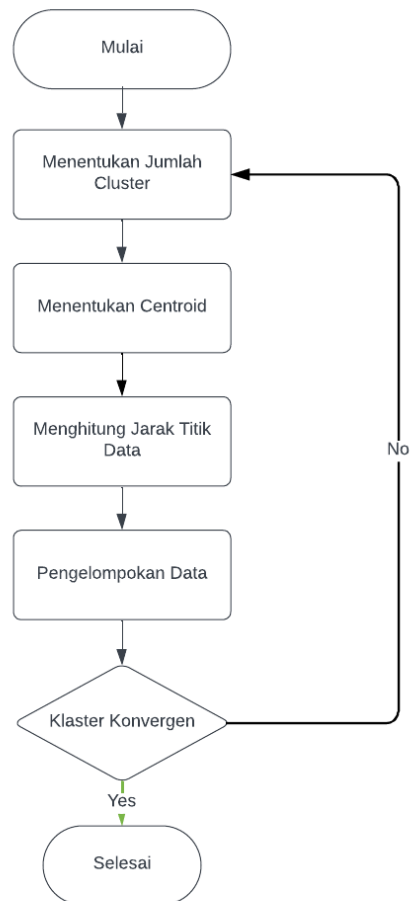 Mulai
Menentukan Jumlah
Cluster
Menentukan Centroid
Menghitung Jarak Titik
Data
No
Pengelompokan Data
Klaster Konvergen
Yes
Selesai